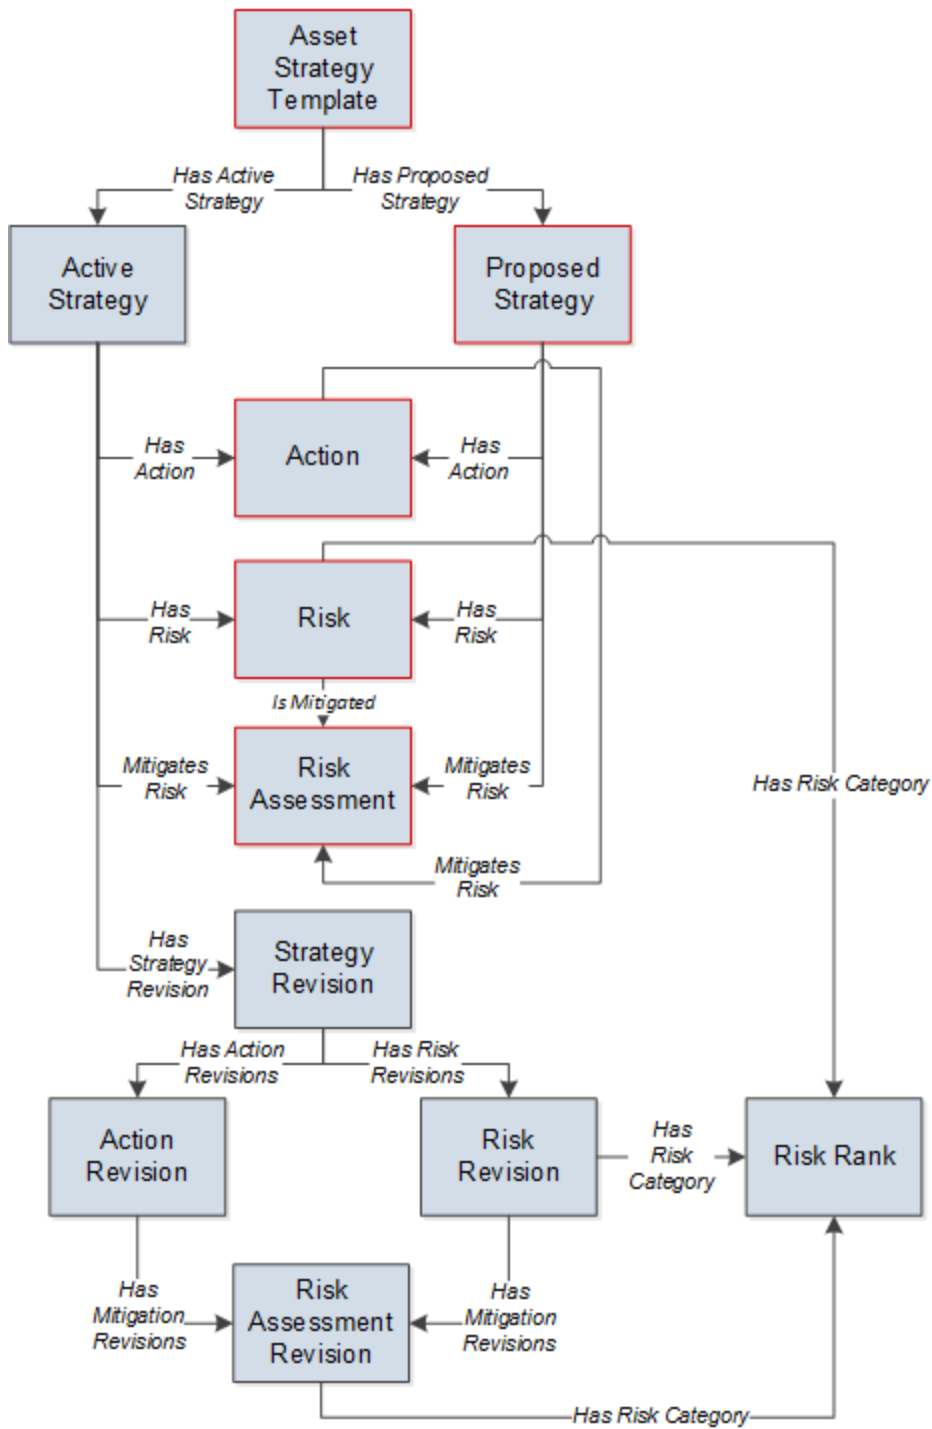 Asset
Strategy
Template
Has Active
Strategy
Has Proposed
Strategy
Active
Strategy
Proposed
Strategy
Has
Action
Action
Has
Action
Has
Risk
Risk
Has
Risk
Is Mitigated
Mitigates
Risk
Risk
Assessment
Mitigates
Risk
Has Risk Category
Mitigates
Risk
Has
Strategy
Revision
Strategy
Revision
Has Action
Revisions
Has Risk
Revisions
Action
Revision
Risk
Revision
Has
Risk
Category
Risk Rank
Has
Mitigation
Revisions
Risk
Assessment
Revision
Has
Mitigation
Revisions
Has Risk Category